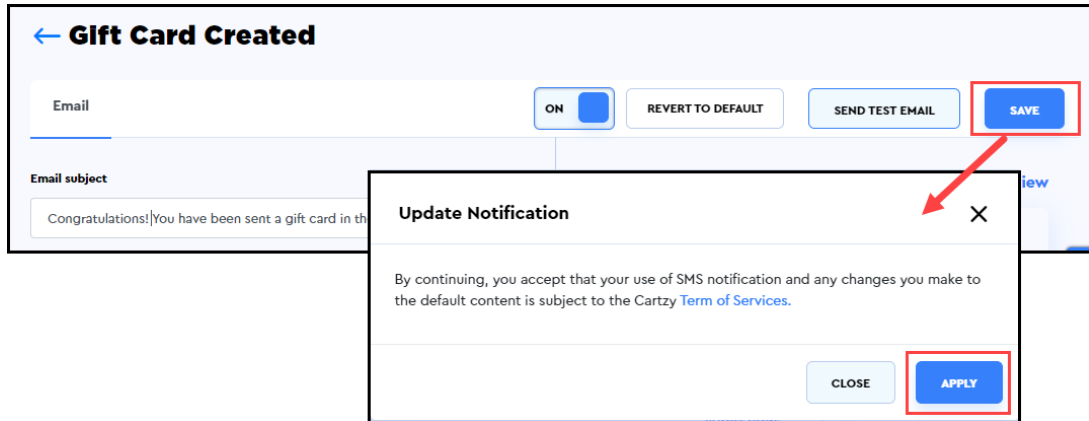 ← GIft Card Created
Email
ON
REVERT TO DEFAULT
SEND TEST EMAIL
SAVE
Email subject
iew
Congratulations! You have been sent a gift card in th
Update Notification
By continuing, you accept that your use of SMS notification and any changes you make to
the default content is subject to the Cartzy Term of Services.
CLOSE
APPLY